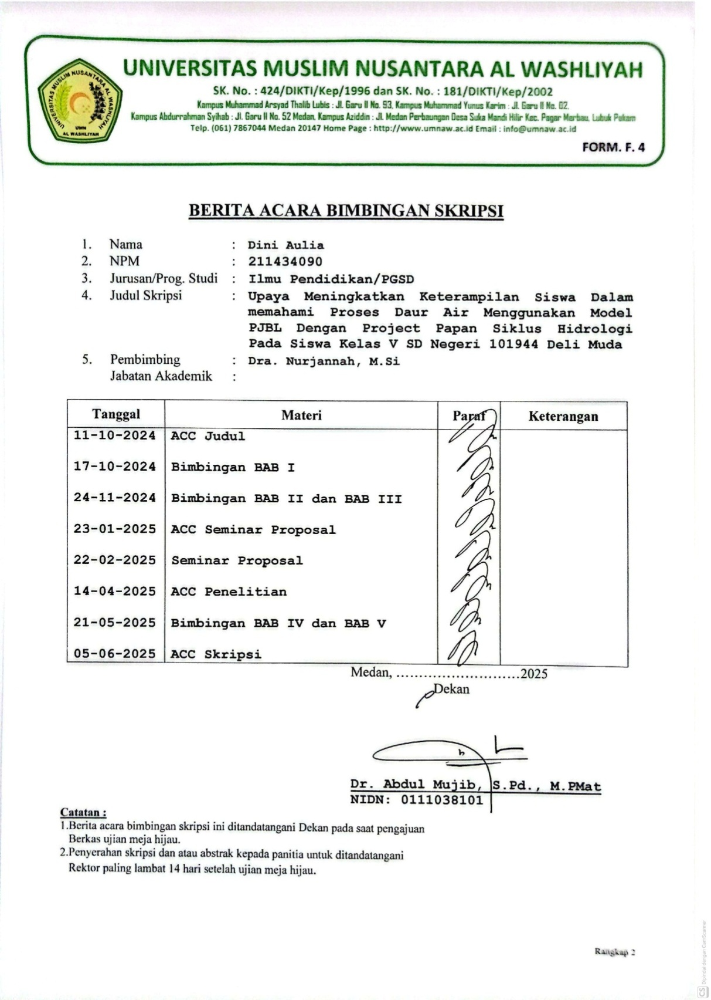 UNIVERSITAS MUSLIM NUSANTARA AL WASHLIYAH
SK. No. : 424/DIKTI/Kep/1996 dan SK. No. : 181/DIKTI/Kep/2002
Kampus Muhammad Arsyad Thalib Lubis : Jl. Garu II No. 93, Kampus Muhammad Yunus Karim : Jl. Garu II No. 02,
Kampus Abdurrahman Syihab : Jl. Garu II No. 52 Medan, Kampus Aziddin : Jl. Medan Perbaungan Desa Suka Mandi Hilir Kec. Pagar Merbau, Lubuk Pakam
Telp. (061) 7867044 Medan 20147 Home Page : http://www.umnaw.ac.id Email : info@umnaw.ac.id
FORM. F. 4
UNIVERSITAS MUSLIM NUSANTARA AL WASHLIYAH
UMN
AL WASHLIYAH
BERITA ACARA BIMBINGAN SKRIPSI
1. Nama : Dini Aulia
2. NPM : 211434090
3. Jurusan/Prog. Studi : Ilmu Pendidikan/PGSD
4. Judul Skripsi : Upaya Meningkatkan Keterampilan Siswa Dalam
memahami Proses Daur Air Menggunakan Model
PJBL Dengan Project Papan Siklus Hidrologi
Pada Siswa Kelas V SD Negeri 101944 Deli Muda
5. Pembimbing : Dra. Nurjannah, M.Si
Jabatan Akademik :
Tanggal Materi Paraf Keterangan
11-10-2024 ACC Judul
17-10-2024 Bimbingan BAB I
24-11-2024 Bimbingan BAB II dan BAB III
23-01-2025 ACC Seminar Proposal
22-02-2025 Seminar Proposal
14-04-2025 ACC Penelitian
21-05-2025 Bimbingan BAB IV dan BAB V
05-06-2025 ACC Skripsi
Medan, ...........................2025
Dekan
Dr. Abdul Mujib, S.Pd., M.PMat
NIDN: 0111038101
Catatan :
1.Berita acara bimbingan skripsi ini ditandatangani Dekan pada saat pengajuan
Berkas ujian meja hijau.
2.Penyerahan skripsi dan atau abstrak kepada panitia untuk ditandatangani
Rektor paling lambat 14 hari setelah ujian meja hijau.
Rangkap 2
CS Dipindai dengan CamScanner